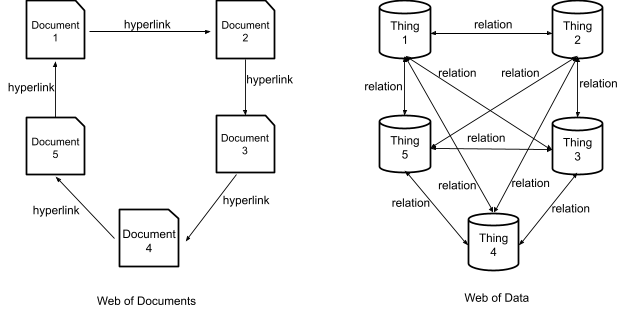 Document
1
hyperlink
Document
2
hyperlink
Document
3
hyperlink
Document
4
hyperlink
Document
5
hyperlink
Web of Documents
Thing
1
relation
Thing
2
relation
relation
relation
relation
Thing
5
relation
Thing
3
relation
relation
relation
relation
Thing
4
Web of Data